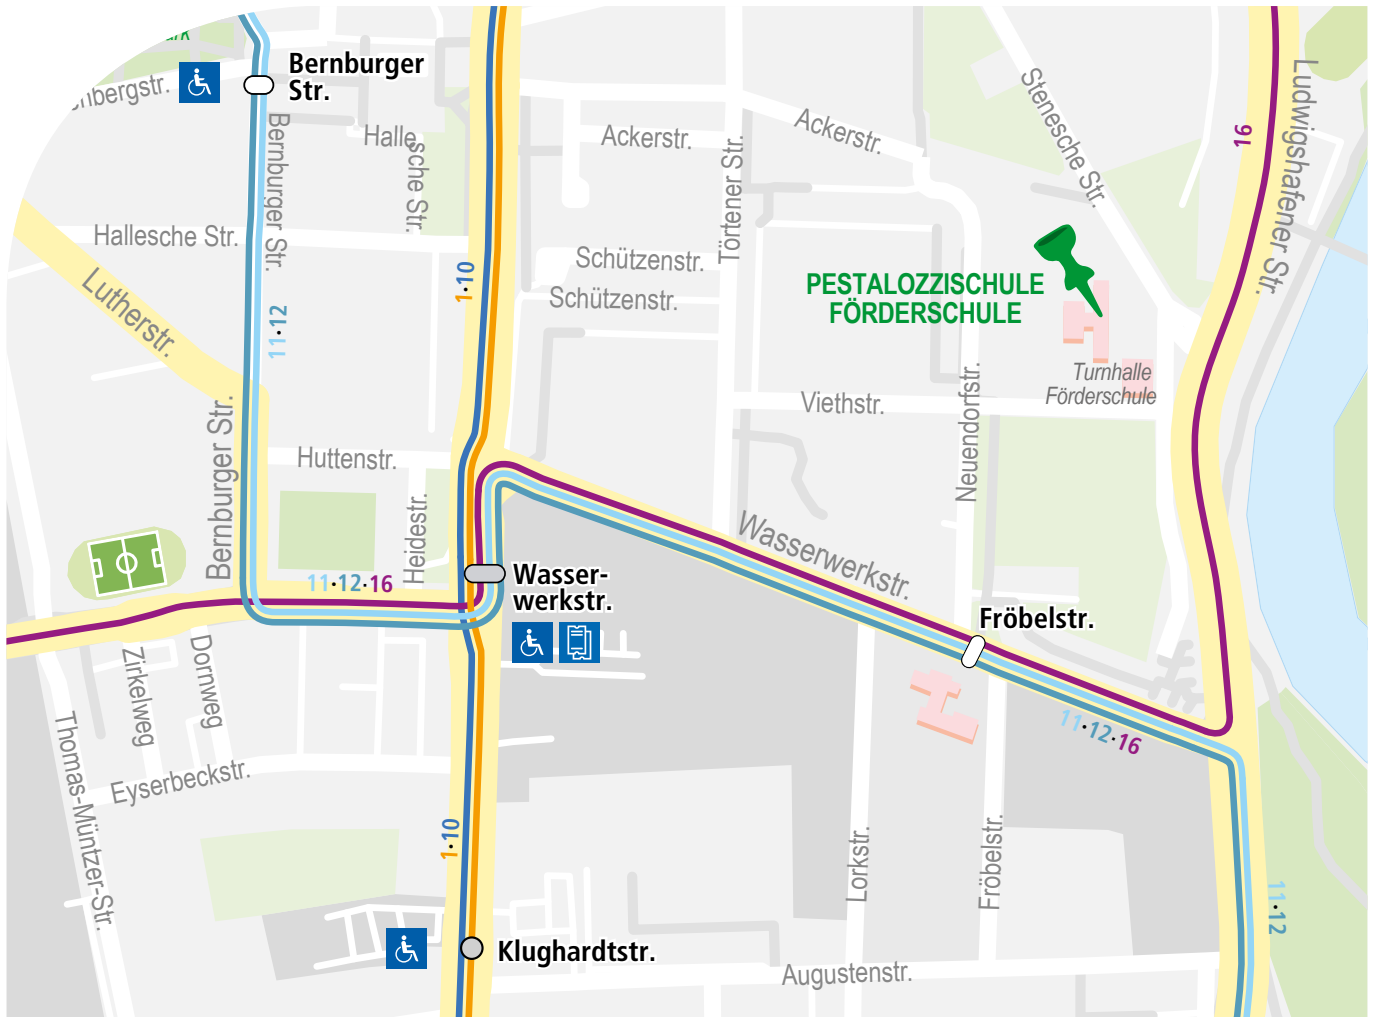 Bernburger
Str.
Bernburger Str.
Hallesche Str.
Ackerstr.
Ackerstr.
Törtener Str.
Stenesche Str.
Ludwigshafener Str.
16
Hallesche Str.
Lutherstr.
11·12
1·10
Schützenstr.
Schützenstr.
PESTALOZZISCHULE
FÖRDERSCHULE
Turnhalle
Förderschule
Viethstr.
Neuendorfstr.
Bernburger Str.
Huttenstr.
Heidestr.
Wasserwerkstr.
11·12·16
Wasser-
werkstr.
Fröbelstr.
Zirkelweg
Dornweg
11·12·16
Thomas-Müntzer-Str.
Eyserbeckstr.
1·10
Lorkstr.
Fröbelstr.
11·12
Klughardtstr.
Augustenstr.